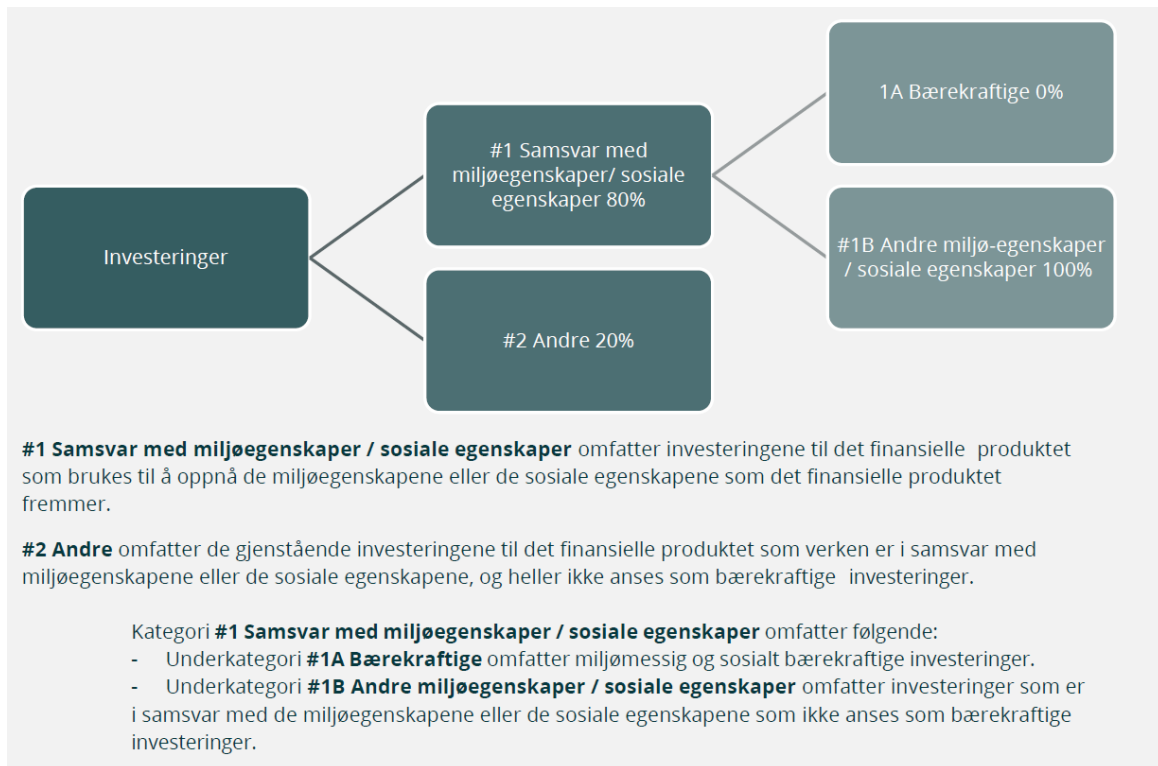 1A Bærekraftige 0%
#1 Samsvar med
miljøegenskaper/ sosiale
egenskaper 80%
Investeringer
#1B Andre miljø-egenskaper
/ sosiale egenskaper 100%
#2 Andre 20%
#1 Samsvar med miljøegenskaper / sosiale egenskaper omfatter investeringene til det finansielle produktet
som brukes til å oppnå de miljøegenskapene eller de sosiale egenskapene som det finansielle produktet
fremmer.
#2 Andre omfatter de gjenstående investeringene til det finansielle produktet som verken er i samsvar med
miljøegenskapene eller de sosiale egenskapene, og heller ikke anses som bærekraftige investeringer.
Kategori #1 Samsvar med miljøegenskaper / sosiale egenskaper omfatter følgende:
- Underkategori #1A Bærekraftige omfatter miljømessig og sosialt bærekraftige investeringer.
- Underkategori #1B Andre miljøegenskaper / sosiale egenskaper omfatter investeringer som er
i samsvar med de miljøegenskapene eller de sosiale egenskapene som ikke anses som bærekraftige
investeringer.